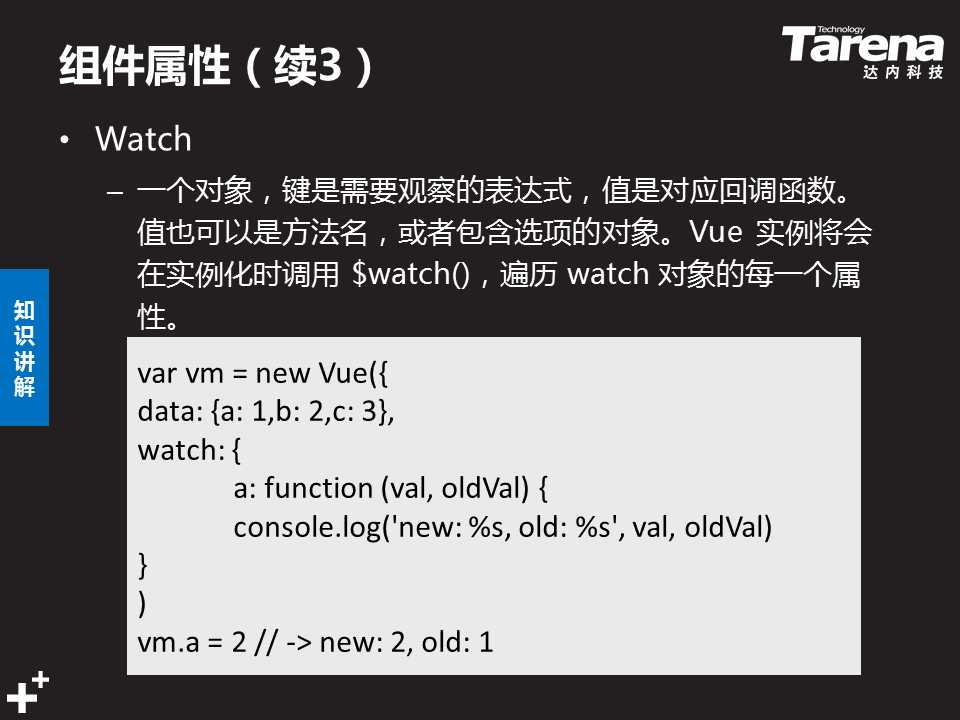 组件属性（续3）
Technology
Tarena
达内科技
• Watch
– 一个对象，键是需要观察的表达式，值是对应回调函数。
值也可以是方法名，或者包含选项的对象。Vue 实例将会
在实例化时调用 $watch()，遍历 watch 对象的每一个属
性。
知
识
讲
解
var vm = new Vue({
data: {a: 1,b: 2,c: 3},
watch: {
a: function (val, oldVal) {
console.log('new: %s, old: %s', val, oldVal)
}
)
vm.a = 2 // -> new: 2, old: 1